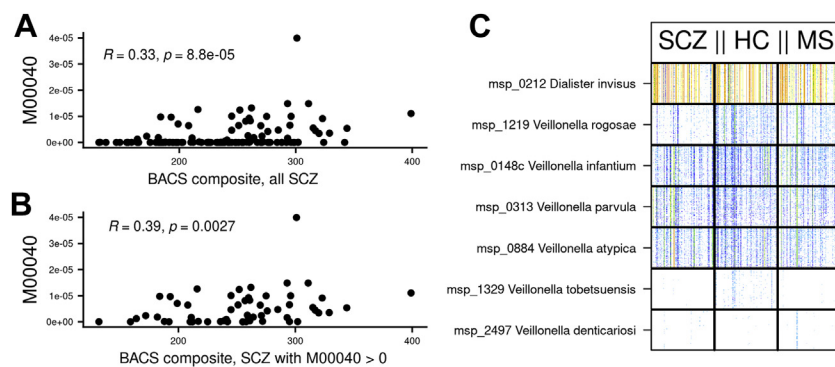 A
M00040
4e-05
3e-05
2e-05
1e-05
0e+00
R = 0.33, p = 8.8e-05
200
300
400
BACS composite, all SCZ
B
M00040
4e-05
3e-05
2e-05
1e-05
0e+00
R = 0.39, p = 0.0027
200
300
400
BACS composite, SCZ with M00040 > 0
C
SCZ || HC || MS
msp_0212 Dialister invisus
msp_1219 Veillonella rogosae
msp_0148c Veillonella infantium
msp_0313 Veillonella parvula
msp_0884 Veillonella atypica
msp_1329 Veillonella tobetsuensis
msp_2497 Veillonella denticariosi